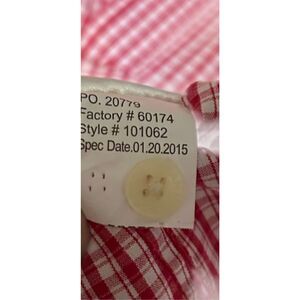 PO. 20779
Factory # 60174
Style # 101062
Spec Date.01.20.2015